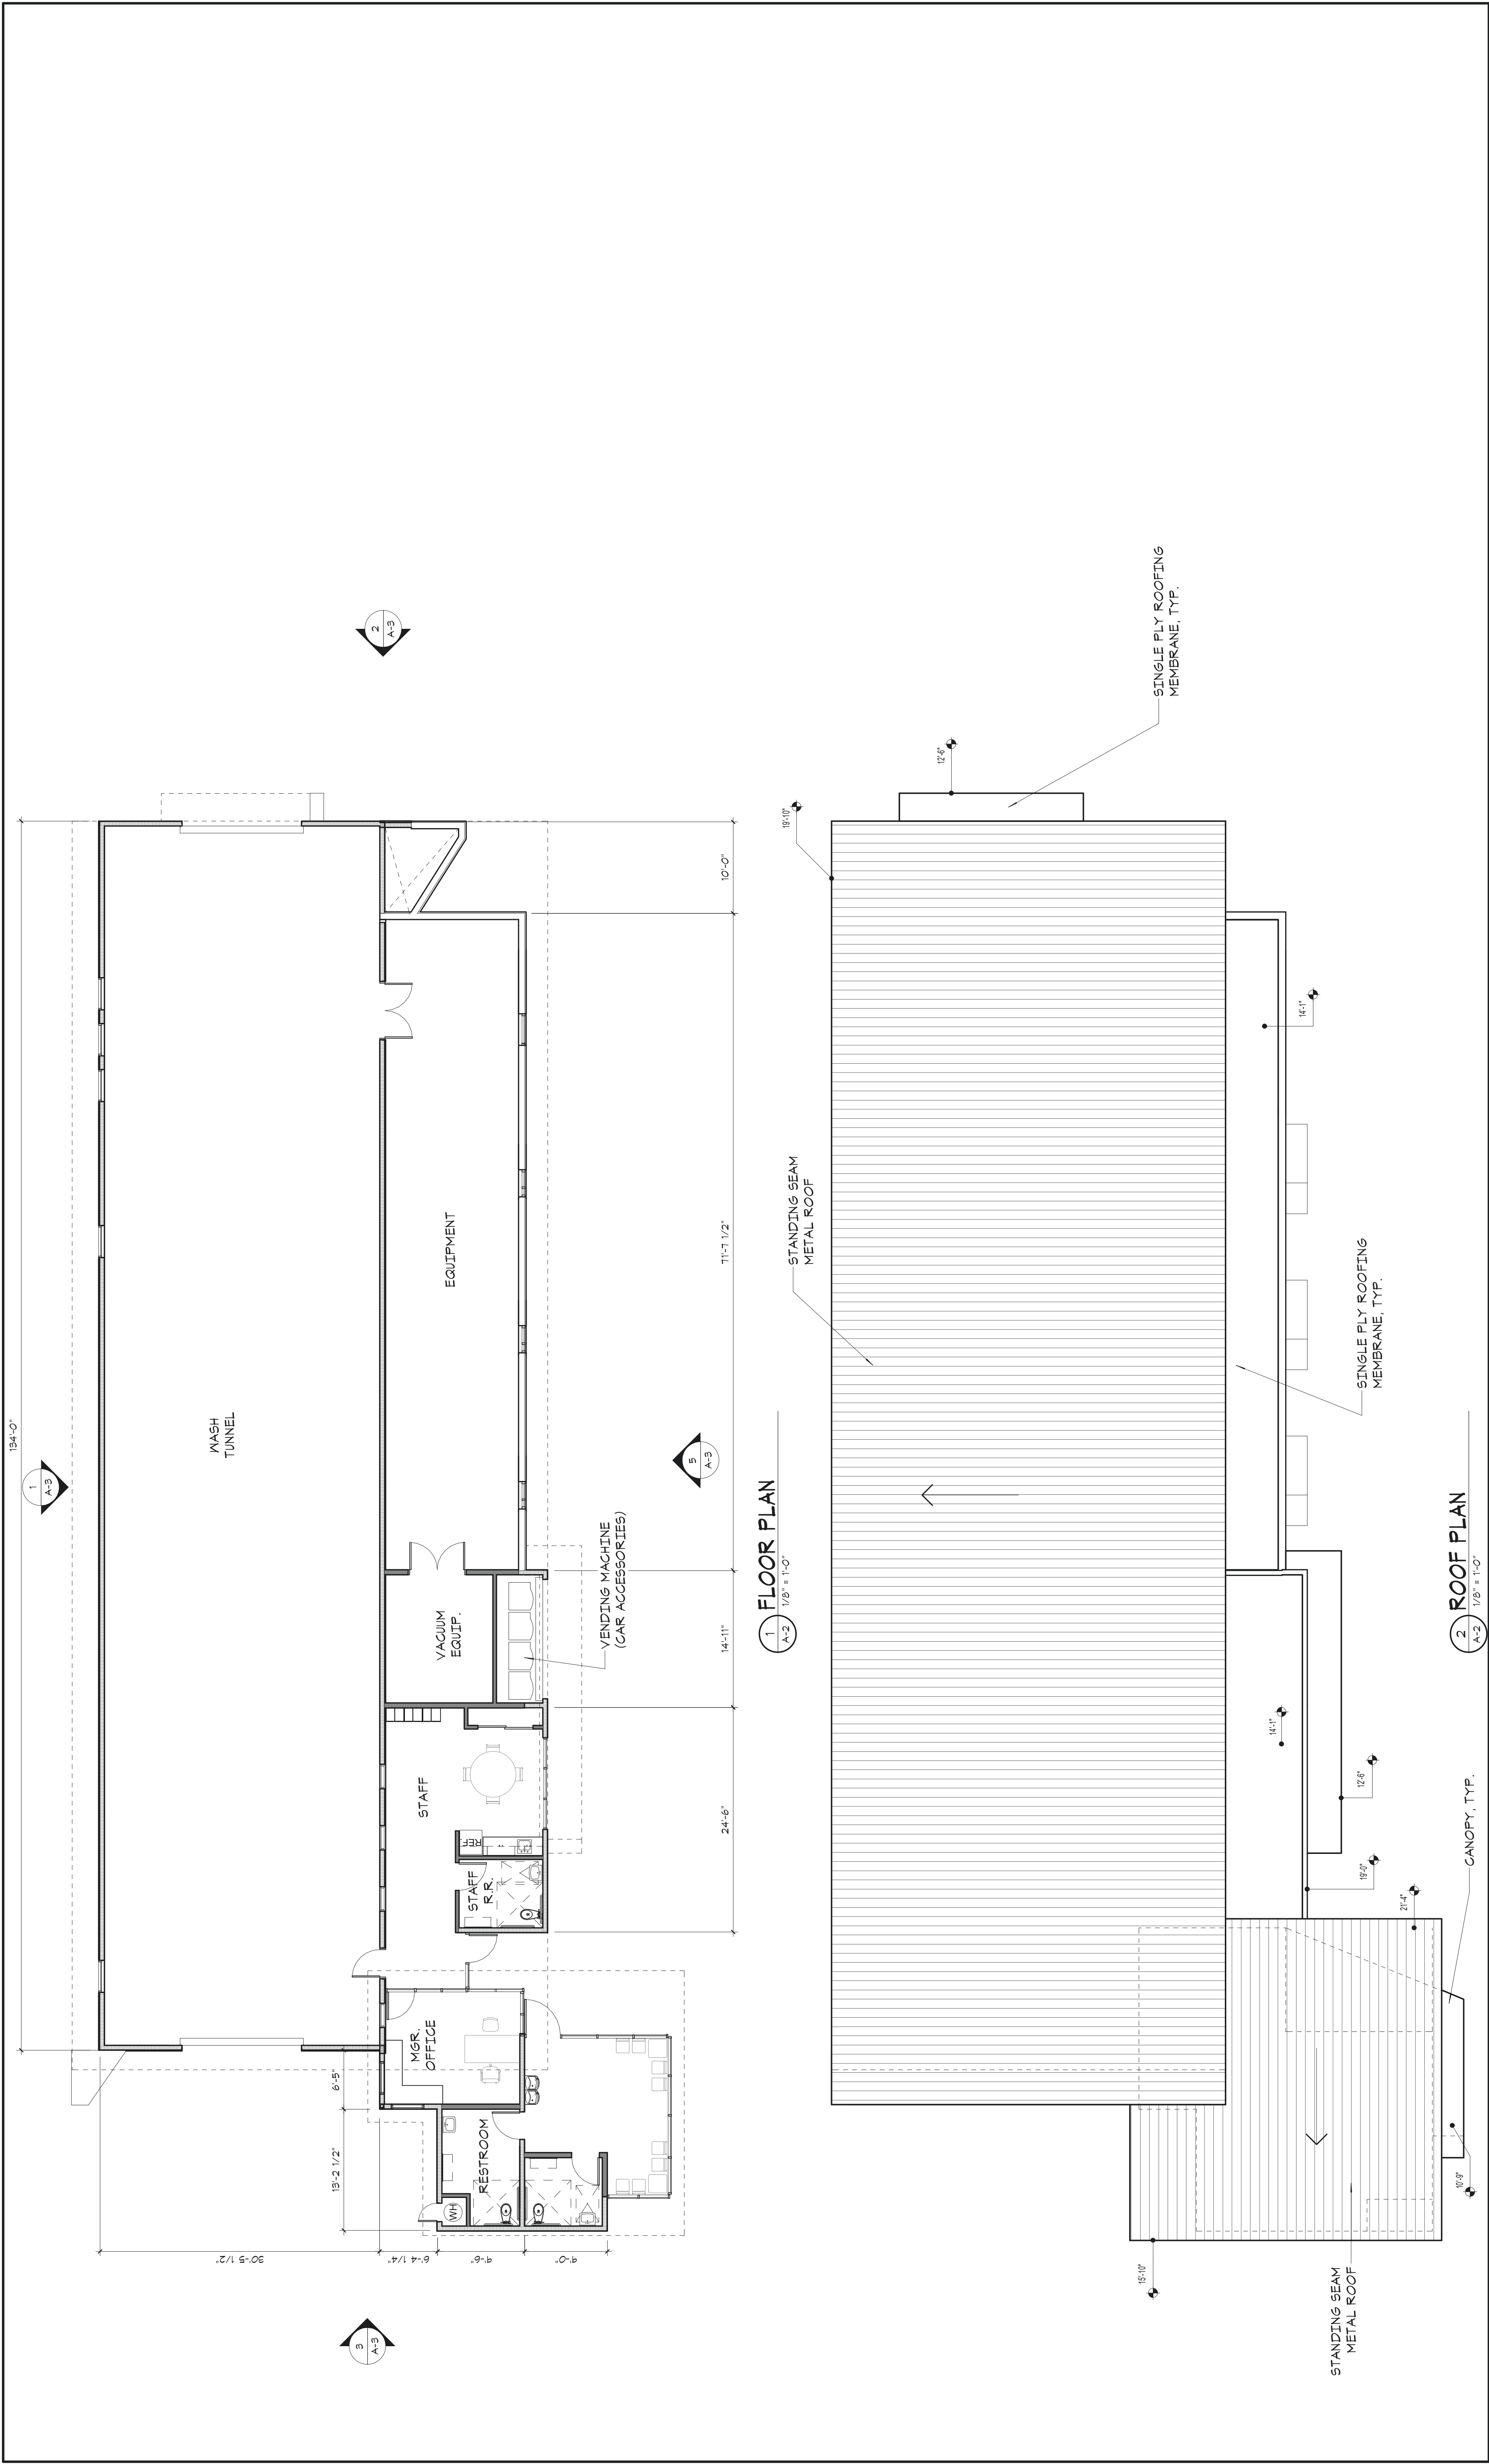 134'-0"
1
A-3
WASH
TUNNEL
2
A-3
EQUIPMENT
VACUUM
EQUIP.
VENDING MACHINE
(CAR ACCESSORIES)
STAFF
REF.
STAFF
R.R.
MGR.
OFFICE
RESTROOM
WH
6'-5"
13'-2 1/2"
30'-5 1/2"
6'-4 1/4"
9'-6"
9'-0"
3
A-3
5
A-3
24'-6"
14'-11"
71'-7 1/2"
10'-0"
1
A-2
FLOOR PLAN
1/8" = 1'-0"
STANDING SEAM
METAL ROOF
19'-10"
12'-6"
SINGLE PLY ROOFING
MEMBRANE, TYP.
14'-1"
SINGLE PLY ROOFING
MEMBRANE, TYP.
14'-1"
12'-6"
19'-0"
21'-4"
CANOPY, TYP.
10'-9"
15'-10"
STANDING SEAM
METAL ROOF
2
A-2
ROOF PLAN
1/8" = 1'-0"